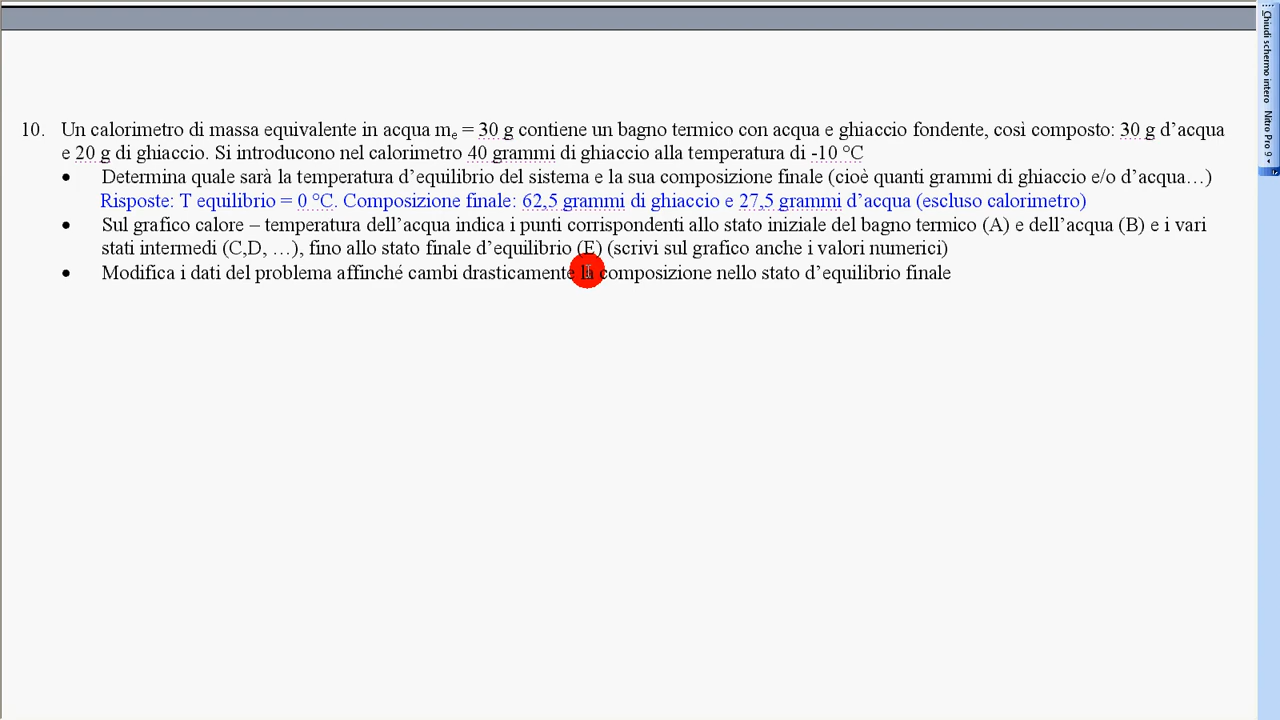 10. Un calorimetro di massa equivalente in acqua me = 30 g contiene un bagno termico con acqua e ghiaccio fondente, così composto: 30 g d’acqua
e 20 g di ghiaccio. Si introducono nel calorimetro 40 grammi di ghiaccio alla temperatura di -10 °C
• Determina quale sarà la temperatura d’equilibrio del sistema e la sua composizione finale (cioè quanti grammi di ghiaccio e/o d’acqua…)
Risposte: T equilibrio = 0 °C. Composizione finale: 62,5 grammi di ghiaccio e 27,5 grammi d’acqua (escluso calorimetro)
• Sul grafico calore – temperatura dell’acqua indica i punti corrispondenti allo stato iniziale del bagno termico (A) e dell’acqua (B) e i vari
stati intermedi (C,D, …), fino allo stato finale d’equilibrio (E) (scrivi sul grafico anche i valori numerici)
• Modifica i dati del problema affinché cambi drasticamente la composizione nello stato d’equilibrio finale
Chiudi schermo intero
Nitro Pro 9